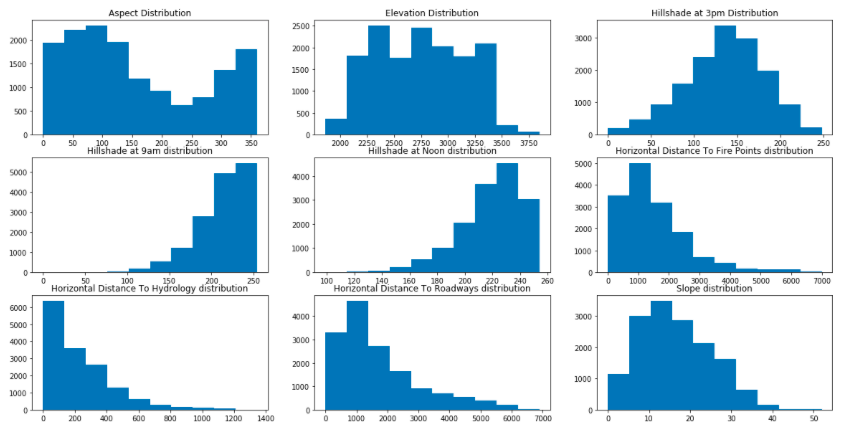 Aspect Distribution
2000
1500
1000
500
0
0 50 100 150 200 250 300 350
Elevation Distribution
2500
2000
1500
1000
500
0
2000 2250 2500 2750 3000 3250 3500 3750
Hillshade at 3pm Distribution
3000
2000
1000
0
0 50 100 150 200 250
Hillshade at 9am distribution
5000
4000
3000
2000
1000
0
0 50 100 150 200 250
Hillshade at Noon distribution
4000
3000
2000
1000
0
100 120 140 160 180 200 220 240 260
Horizontal Distance To Fire Points distribution
5000
4000
3000
2000
1000
0
0 1000 2000 3000 4000 5000 6000 7000
Horizontal Distance To Hydrology distribution
6000
5000
4000
3000
2000
1000
0
0 200 400 600 800 1000 1200 1400
Horizontal Distance To Roadways distribution
4000
3000
2000
1000
0
0 1000 2000 3000 4000 5000 6000 7000
Slope distribution
3000
2000
1000
0
0 10 20 30 40 50